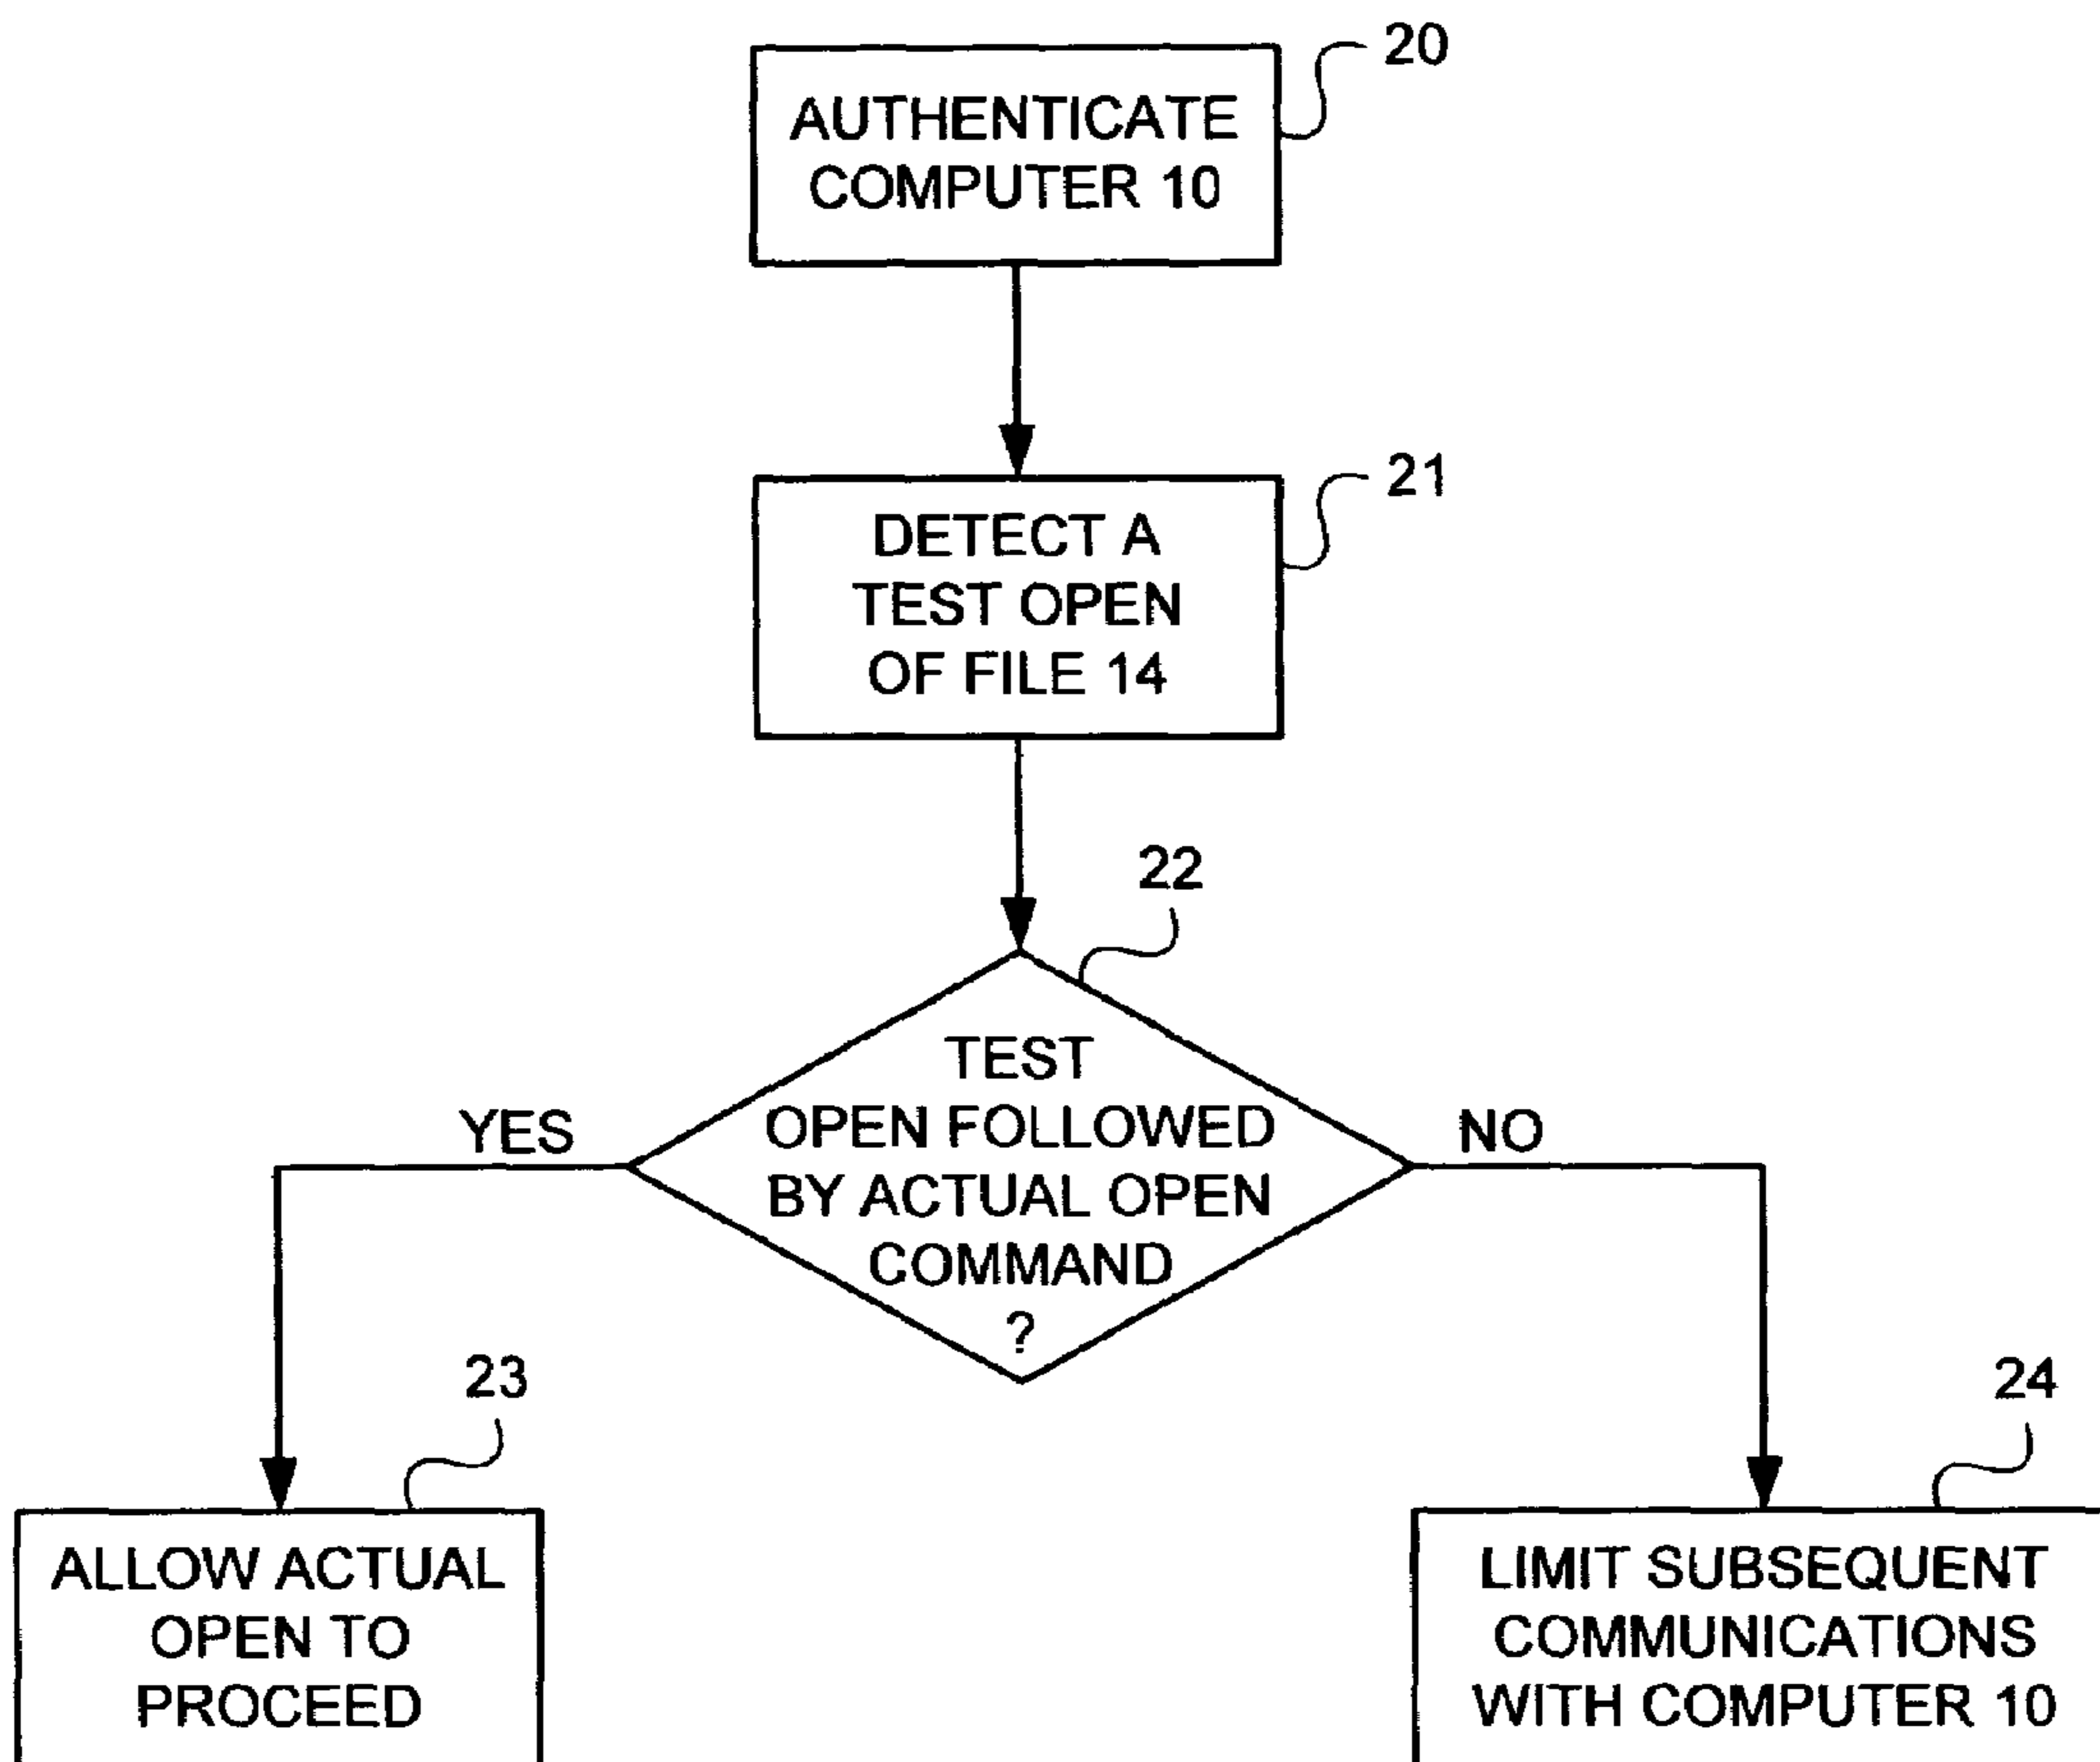 20
AUTHENTICATE
COMPUTER 10
21
DETECT A
TEST OPEN
OF FILE 14
22
TEST
OPEN FOLLOWED
BY ACTUAL OPEN
COMMAND
?
YES
NO
23
ALLOW ACTUAL
OPEN TO
PROCEED
24
LIMIT SUBSEQUENT
COMMUNICATIONS
WITH COMPUTER 10